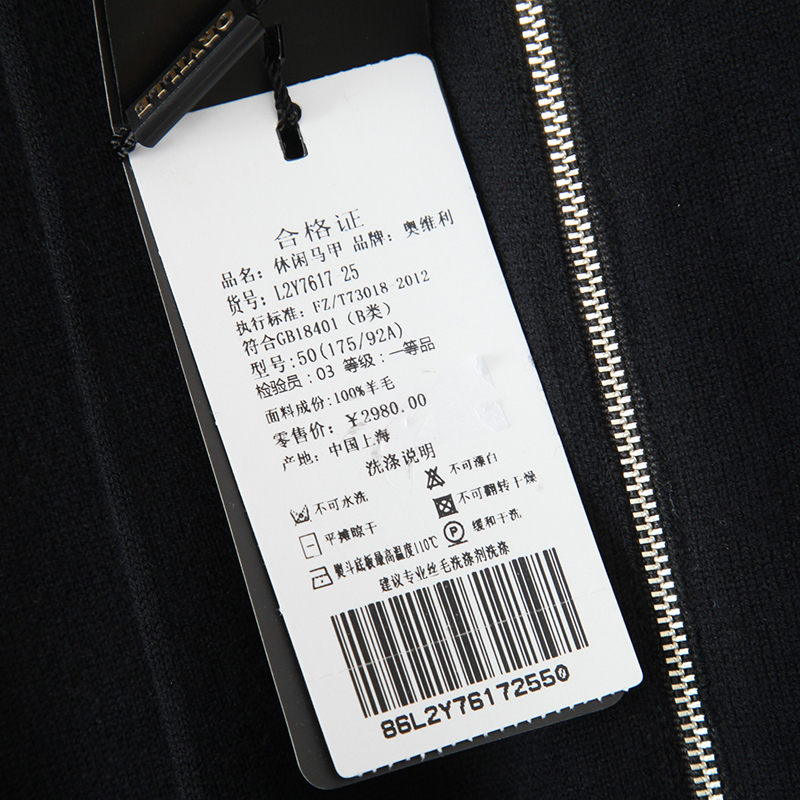 ORVILLE
合格证
品名：休闲马甲 品牌：奥维利
货号：L2Y7617-25
执行标准：FZ/T73018-2012
符合GB18401（B类）
型号:50(175/92A)
检验员:03 等级:一等品
面料成份:100%羊毛
零售价：￥2980.00
产地：中国上海
洗涤说明
不可水洗 不可漂白
平摊晾干 不可翻转干燥
熨斗底板最高温度110℃ P 缓和干洗
建议专业丝毛洗涤剂洗涤
86L2Y76172550